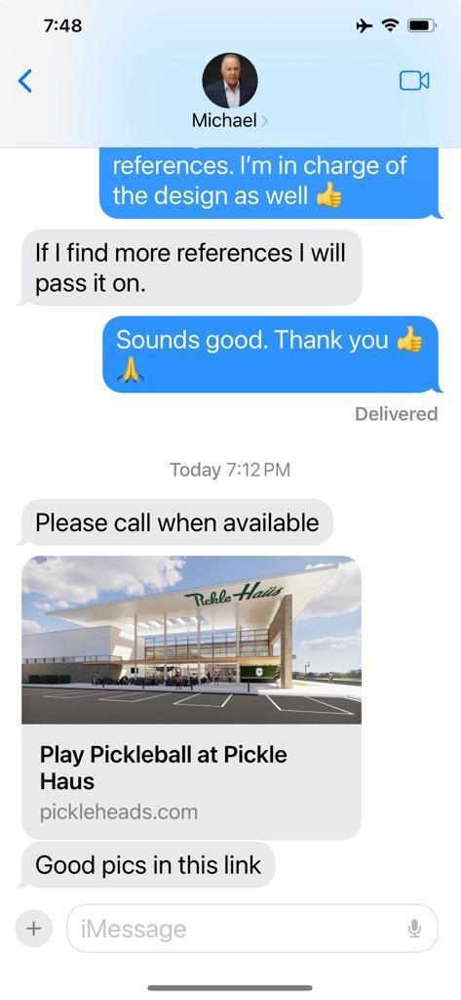 7:48
Michael
references. I'm in charge of
the design as well 👍
If I find more references I will
pass it on.
Sounds good. Thank you 👍
🙏
Delivered
Today 7:12 PM
Please call when available
Pickle Haüs
Play Pickleball at Pickle
Haus
pickleheads.com
Good pics in this link
iMessage